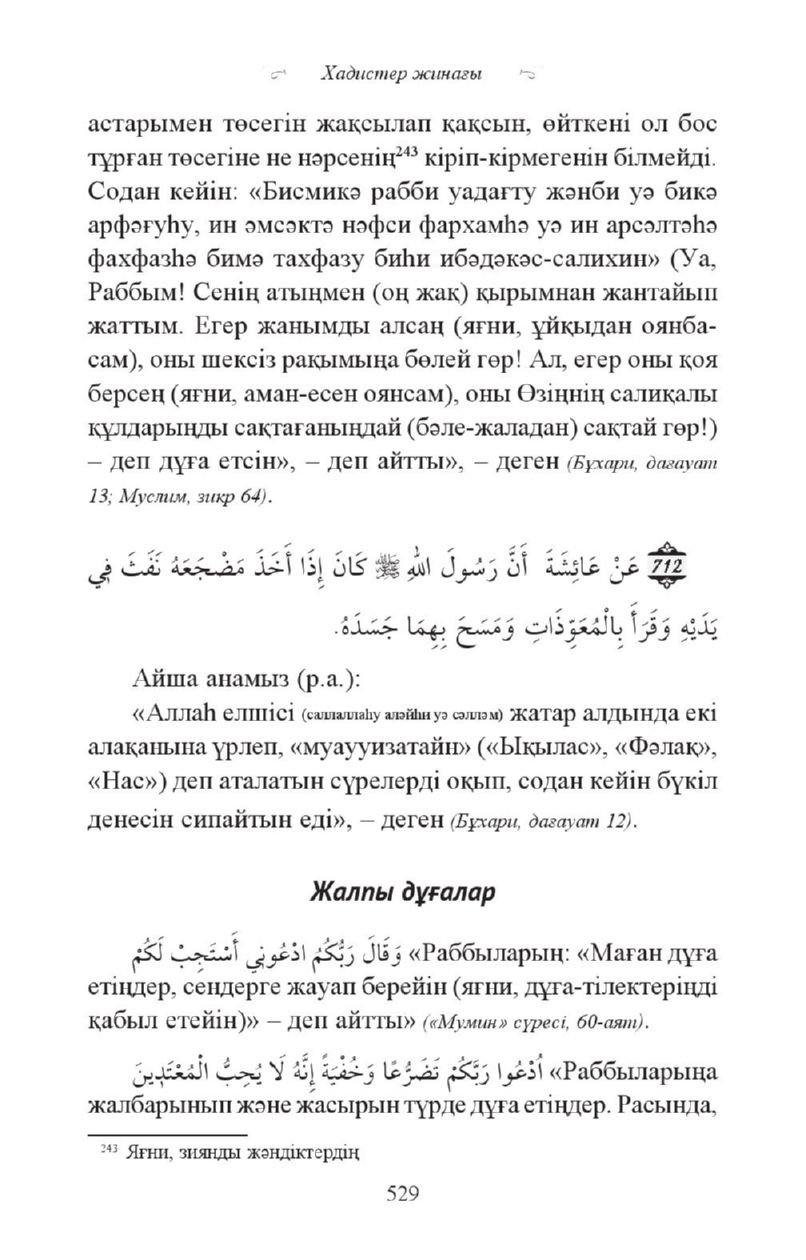 Хадистер жинағы
астарымен төсегін жақсылап қақсын, өйткені ол бос
тұрған төсегіне не нәрсенің²⁴³ кіріп-кірмегенін білмейді.
Содан кейін: «Бисмикә рабби уадағту жәнби уә бикә
арфәғуһу, ин әмсәктә нәфси фархамһә уә ин арсәлтәһә
фахфазһә бимә тахфазу биһи ибәдәкәс-салихин» (Уа,
Раббым! Сенің атыңмен (оң жақ) қырымнан жантайып
жаттым. Егер жанымды алсаң (яғни, ұйқыдан оянба-
сам), оны шексіз рақымыңа бөлей гөр! Ал, егер оны қоя
берсең (яғни, аман-есен оянсам), оны Өзіңнің салиқалы
құлдарыңды сақтағаныңдай (бәле-жаладан) сақтай гөр!)
– деп дұға етсін», – деп айтты», – деген (Бұхари, дағауат
13; Муслим, зикр 64).
712 عَنْ عَائِشَةَ أَنَّ رَسُولَ اللهِ ﷺ كَانَ إِذَا أَخَذَ مَضْجَعَهُ نَفَثَ فِي
يَدَيْهِ وَقَرَأَ بِالْمُعَوِّذَاتِ وَمَسَحَ بِهِمَا جَسَدَهُ.
Айша анамыз (р.а.):
«Аллаһ елшісі (саллаллаһу аләйһи уә сәлләм) жатар алдында екі
алақанына үрлеп, «муаууизатайн» («Ықылас», «Фәлақ»,
«Нас») деп аталатын сүрелерді оқып, содан кейін бүкіл
денесін сипайтын еді», – деген (Бұхари, дағауат 12).
Жалпы дұғалар
وَقَالَ رَبُّكُمُ ادْعُونِي أَسْتَجِبْ لَكُمْ «Раббыларың: «Маған дұға
етіңдер, сендерге жауап берейін (яғни, дұға-тілектеріңді
қабыл етейін)» – деп айтты» («Мумин» сүресі, 60-аят).
أُدْعُوا رَبَّكُمْ تَضَرُّعًا وَخُفْيَةً إِنَّهُ لَا يُحِبُّ الْمُعْتَدِينَ «Раббыларыңа
жалбарынып және жасырын түрде дұға етіңдер. Расында,
²⁴³ Яғни, зиянды жәндіктердің
529